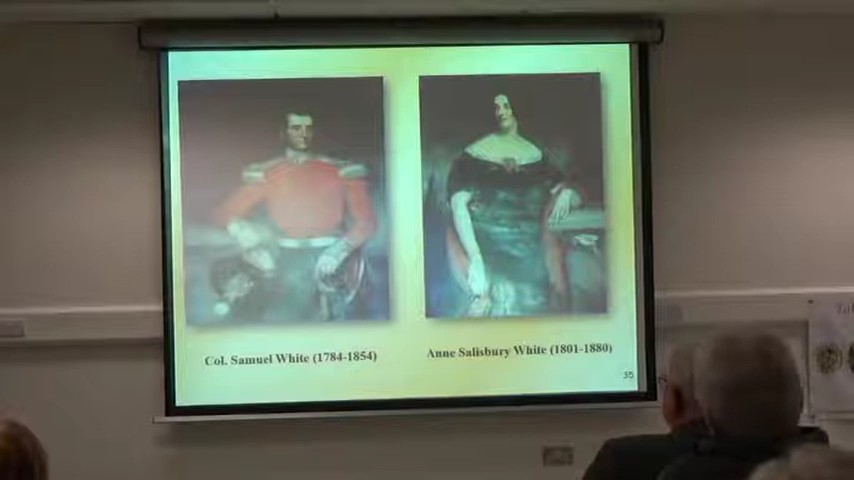 Col. Samuel White (1784-1854)
Anne Salisbury White (1801-1880)
35